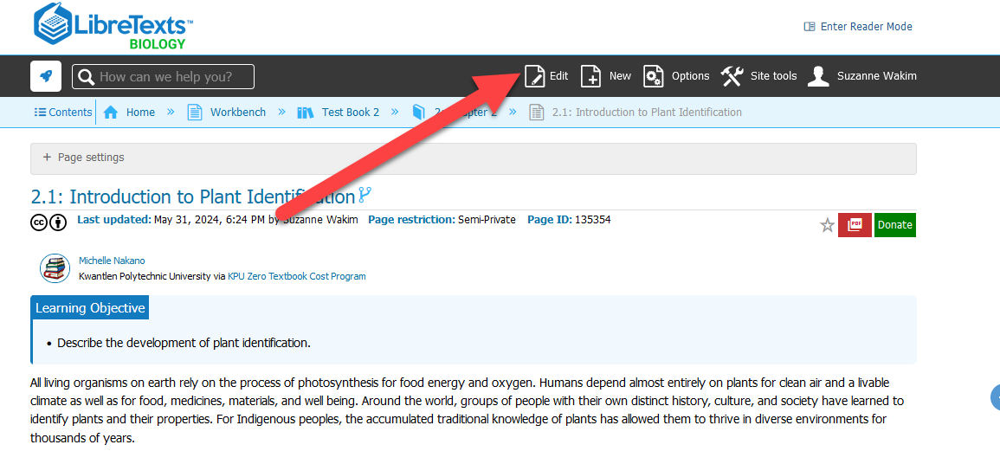 LibreTexts™
BIOLOGY
Enter Reader Mode
How can we help you?
Edit
New
Options
Site tools
Suzanne Wakim
Contents
Home » Workbench » Test Book 2 » 2: Chapter 2 » 2.1: Introduction to Plant Identification
+ Page settings
2.1: Introduction to Plant Identification
cc
Last updated: May 31, 2024, 6:24 PM by Suzanne Wakim Page restriction: Semi-Private Page ID: 135354
PDF
Donate
Michelle Nakano
Kwantlen Polytechnic University via KPU Zero Textbook Cost Program
Learning Objective
• Describe the development of plant identification.
All living organisms on earth rely on the process of photosynthesis for food energy and oxygen. Humans depend almost entirely on plants for clean air and a livable
climate as well as for food, medicines, materials, and well being. Around the world, groups of people with their own distinct history, culture, and society have learned to
identify plants and their properties. For Indigenous peoples, the accumulated traditional knowledge of plants has allowed them to thrive in diverse environments for
thousands of years.